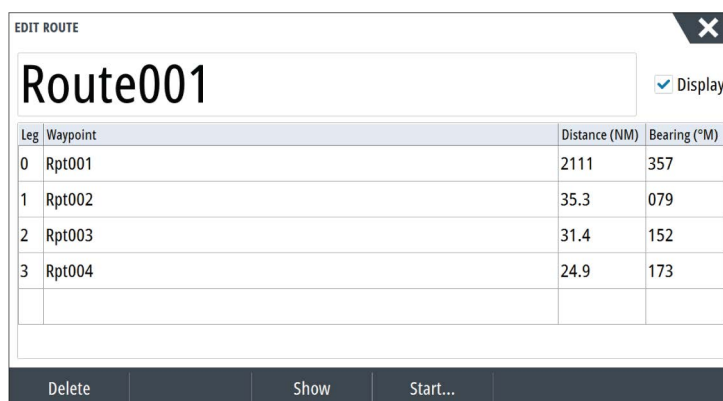 EDIT ROUTE
Route001
Display
Leg Waypoint Distance (NM) Bearing (°M)
0 Rpt001 2111 357
1 Rpt002 35.3 079
2 Rpt003 31.4 152
3 Rpt004 24.9 173
Delete Show Start...